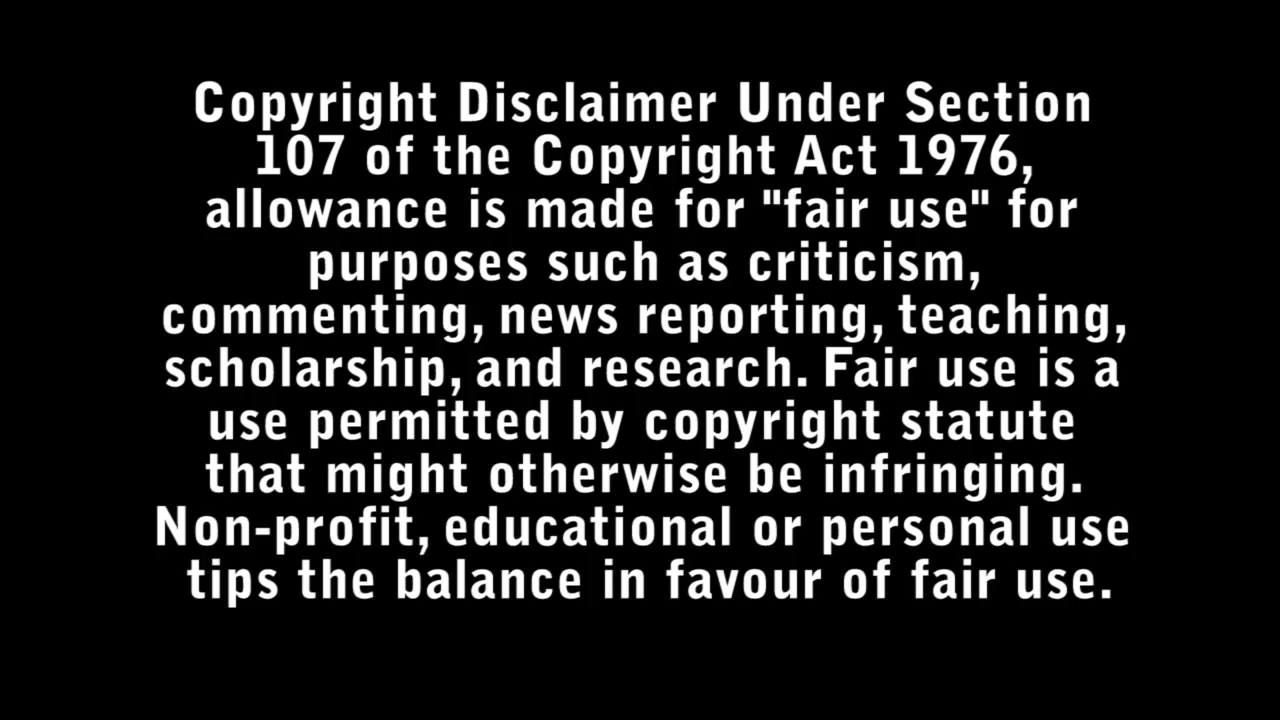 Copyright Disclaimer Under Section
107 of the Copyright Act 1976,
allowance is made for "fair use" for
purposes such as criticism,
commenting, news reporting, teaching,
scholarship, and research. Fair use is a
use permitted by copyright statute
that might otherwise be infringing.
Non-profit, educational or personal use
tips the balance in favour of fair use.